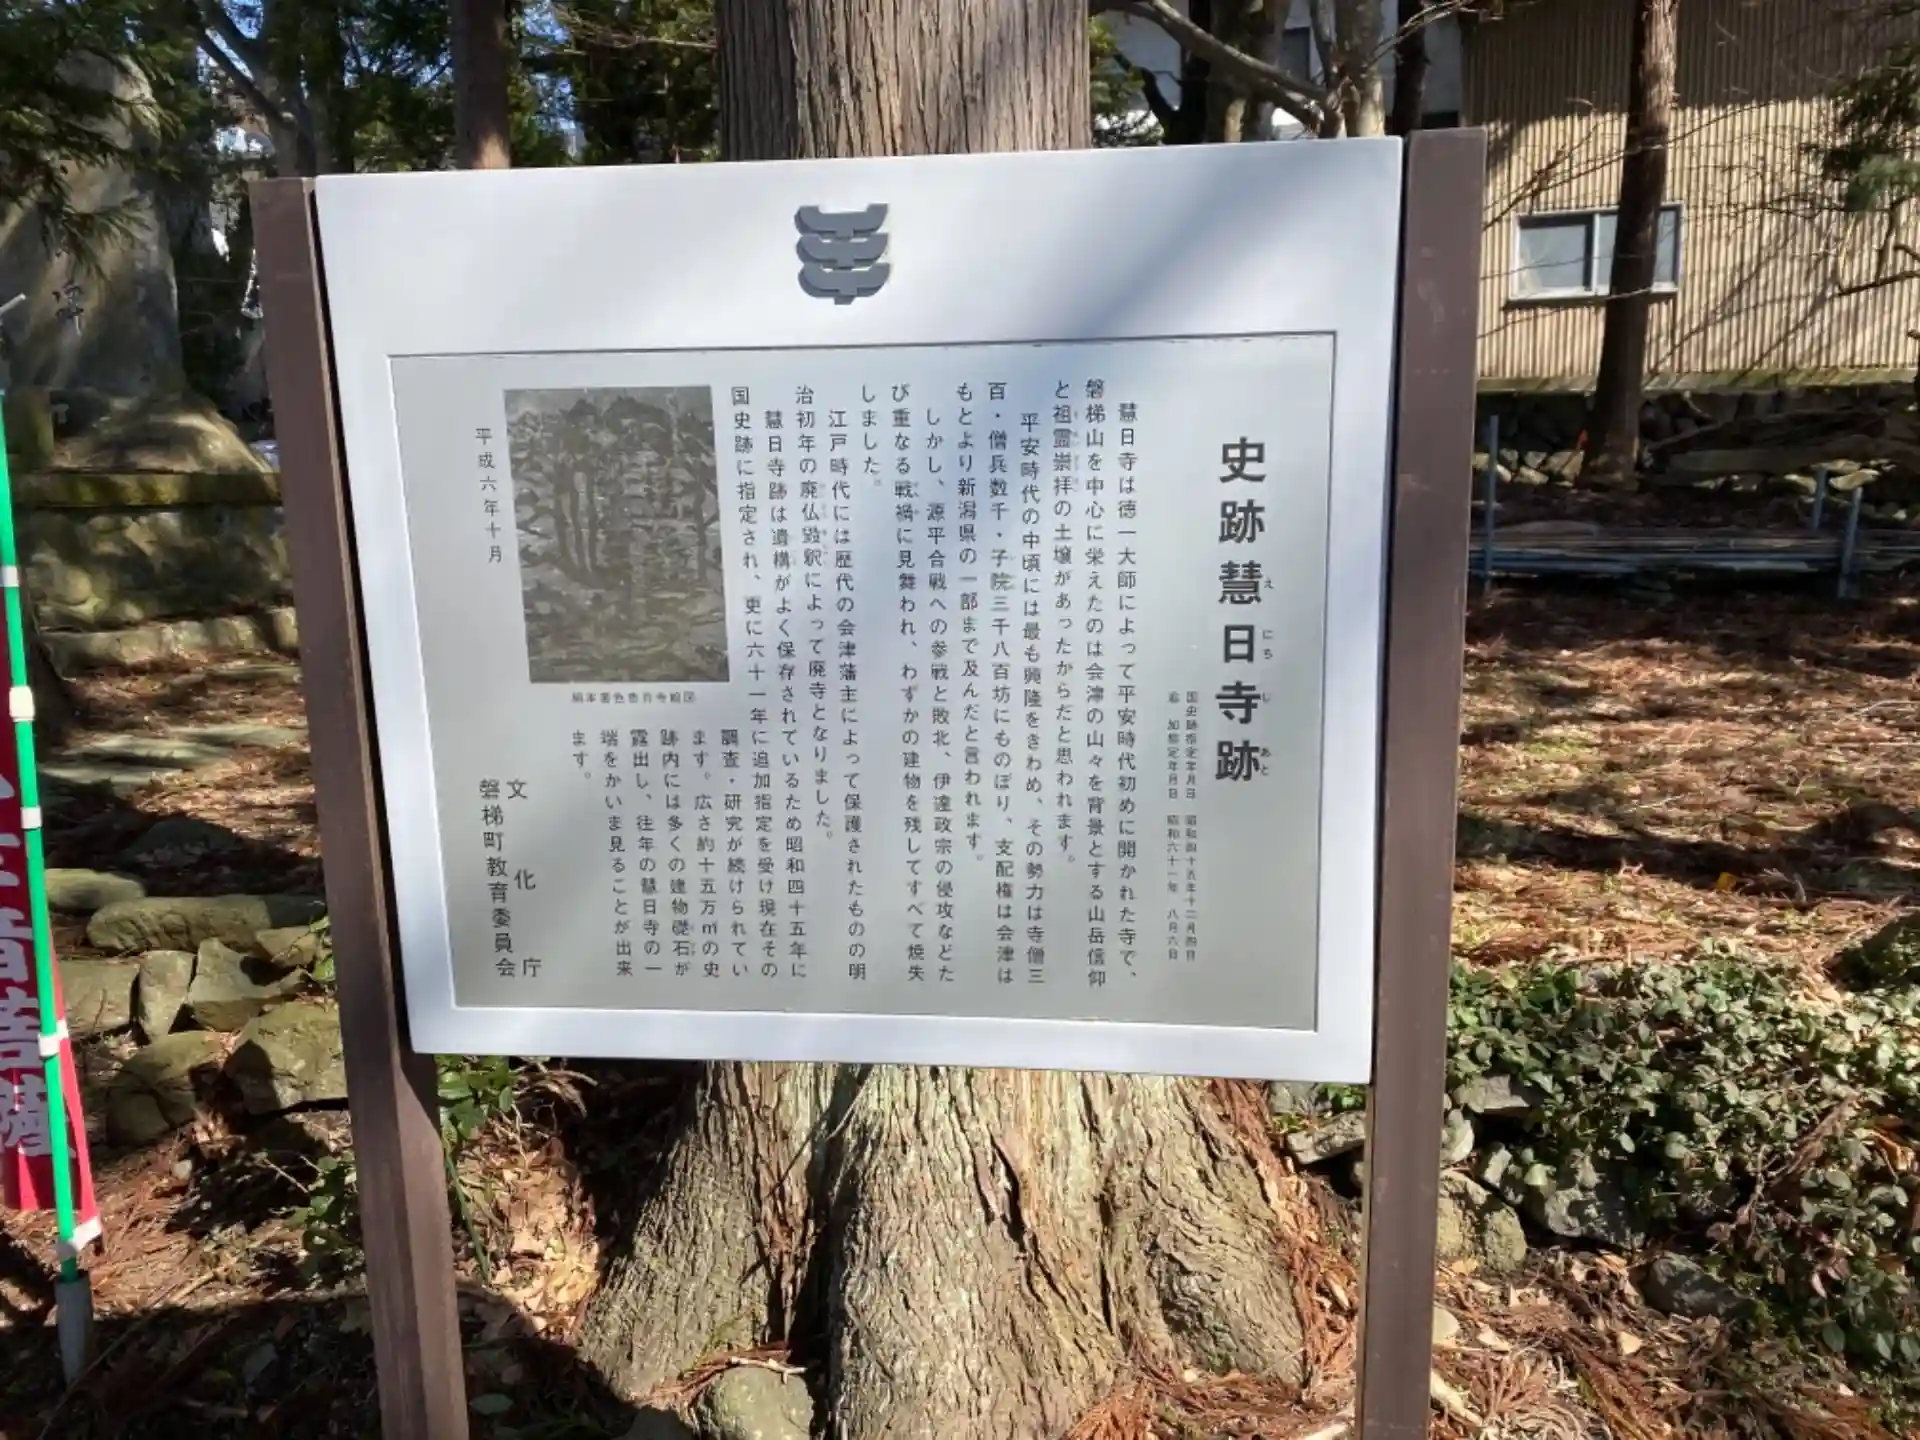 史跡慧日寺跡
え
にち
じ
あと
国史跡指定年月日 昭和四十五年十二月四日
追加指定年月日 昭和六十一年 八月六日
慧日寺は徳一大師によって平安時代初めに開かれた寺で、
磐梯山を中心に栄えたのは会津の山々を背景とする山岳信仰
と祖霊崇拝の土壌があったからだと思われます。
平安時代の中頃には最も興隆をきわめ、その勢力は寺僧三
百・僧兵数千・子院三千八百坊にものぼり、支配権は会津は
もとより新潟県の一部まで及んだと言われます。
しかし、源平合戦への参戦と敗北、伊達政宗の侵攻などた
び重なる戦禍に見舞われ、わずかの建物を残してすべて焼失
しました。
江戸時代には歴代の会津藩主によって保護されたものの明
治初年の廃仏毀釈によって廃寺となりました。
慧日寺跡は遺構がよく保存されているため昭和四十五年に
国史跡に指定され、更に六十一年に追加指定を受け現在その
調査・研究が続けられてい
ます。広さ約十五万㎡の史
跡内には多くの建物礎石が
露出し、往年の慧日寺の一
端をかいま見ることが出来
ます。
絹本著色恵日寺絵図
平成六年十月
文化庁
磐梯町教育委員会